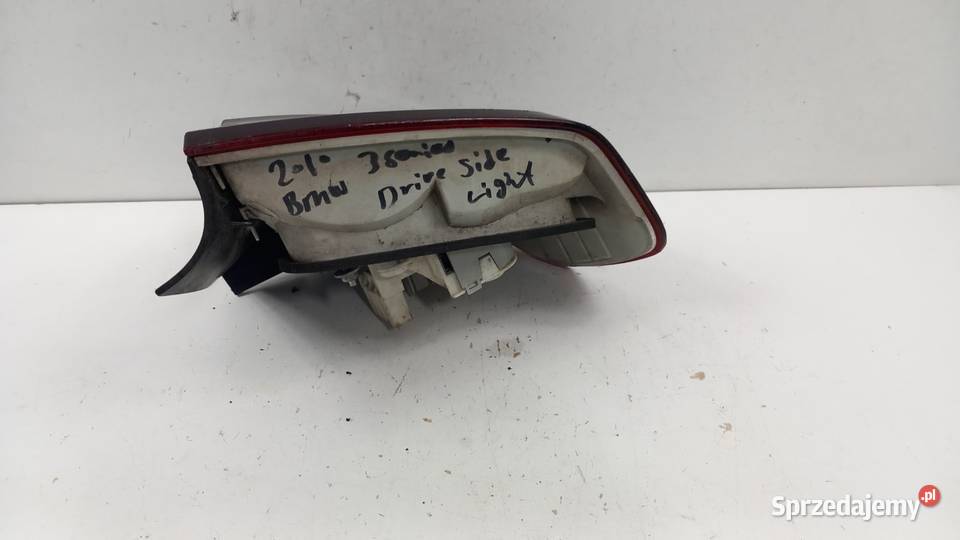 2010 3 series
BMW Drive Side
Light
Sprzedajemy.pl